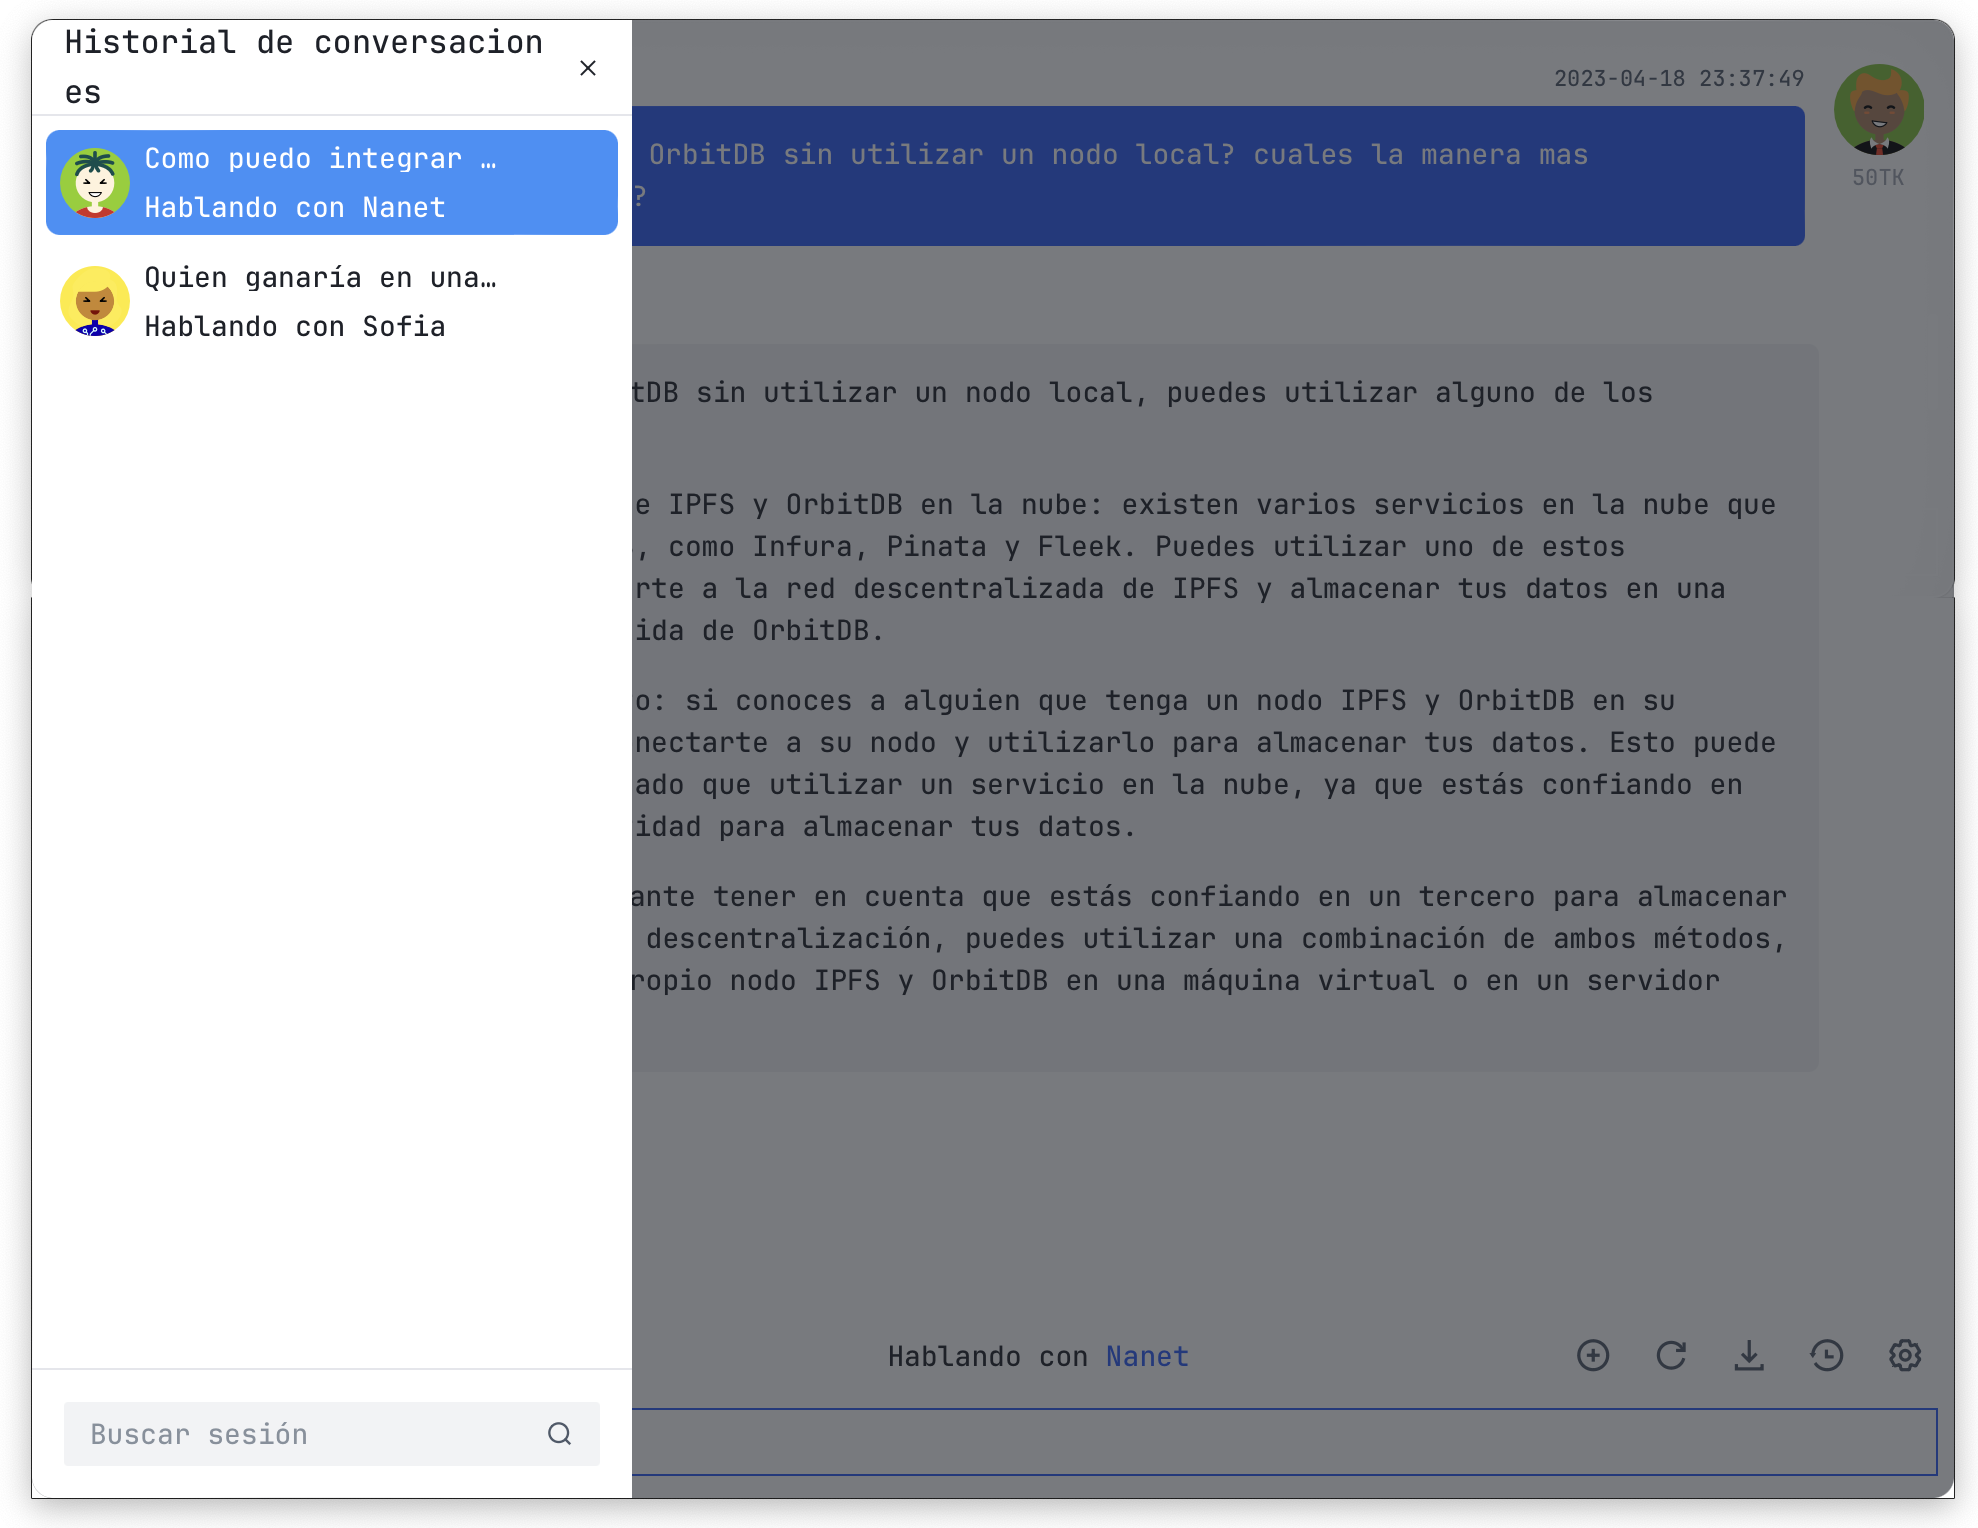 Historial de conversacion
es
Como puedo integrar …
Hablando con Nanet
Quien ganaría en una…
Hablando con Sofia
Buscar sesión
2023-04-18 23:37:49
OrbitDB sin utilizar un nodo local? cuales la manera mas
?
50TK
tDB sin utilizar un nodo local, puedes utilizar alguno de los
e IPFS y OrbitDB en la nube: existen varios servicios en la nube que
, como Infura, Pinata y Fleek. Puedes utilizar uno de estos
rte a la red descentralizada de IPFS y almacenar tus datos en una
ida de OrbitDB.
o: si conoces a alguien que tenga un nodo IPFS y OrbitDB en su
nectarte a su nodo y utilizarlo para almacenar tus datos. Esto puede
ado que utilizar un servicio en la nube, ya que estás confiando en
idad para almacenar tus datos.
ante tener en cuenta que estás confiando en un tercero para almacenar
descentralización, puedes utilizar una combinación de ambos métodos,
ropio nodo IPFS y OrbitDB en una máquina virtual o en un servidor
Hablando con Nanet